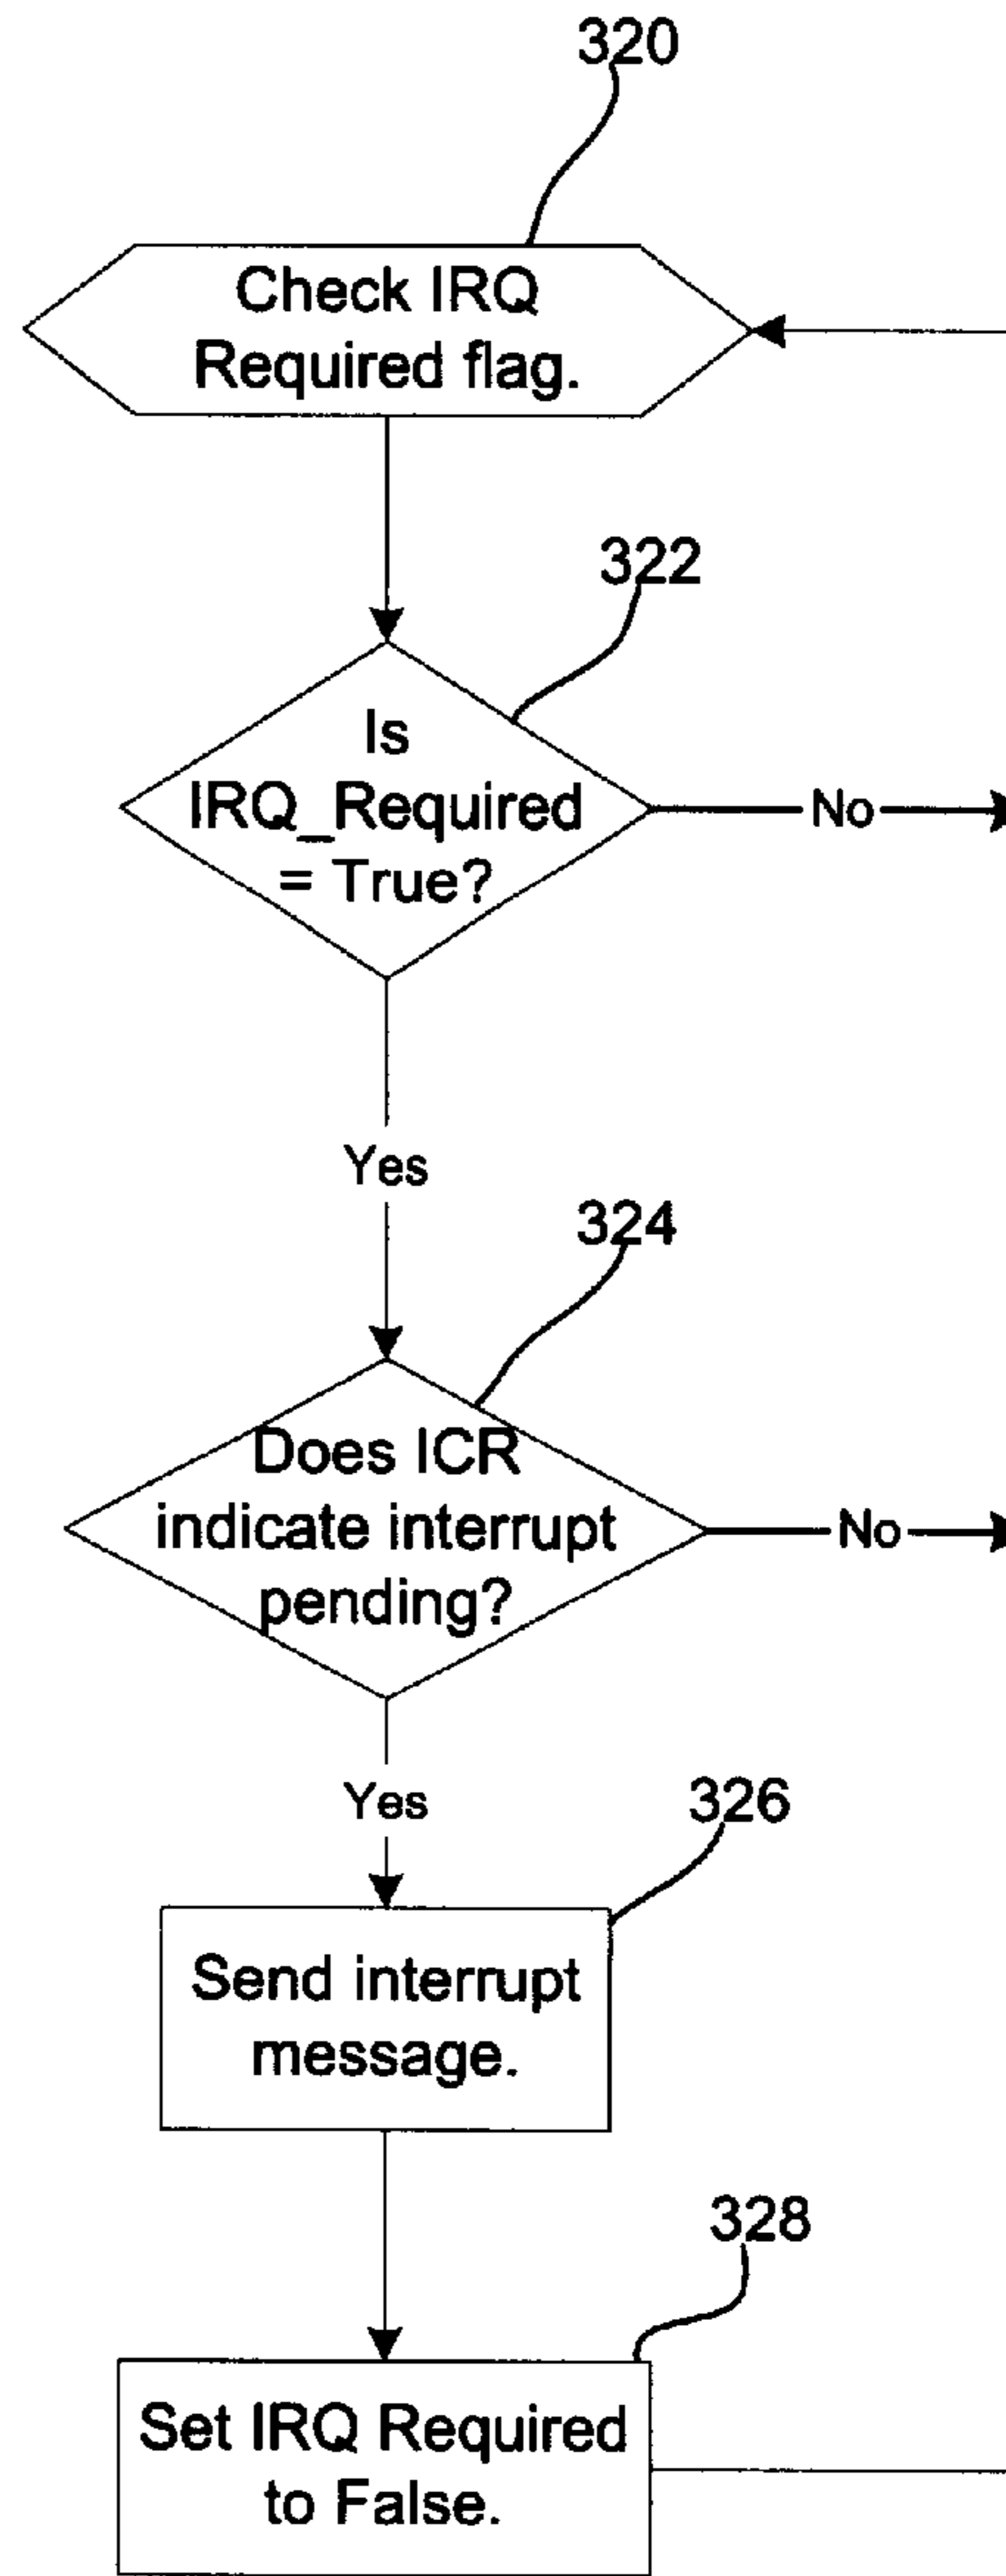 320
Check IRQ
Required flag.
322
Is
IRQ_Required
= True?
No
Yes
324
Does ICR
indicate interrupt
pending?
No
Yes
326
Send interrupt
message.
328
Set IRQ Required
to False.